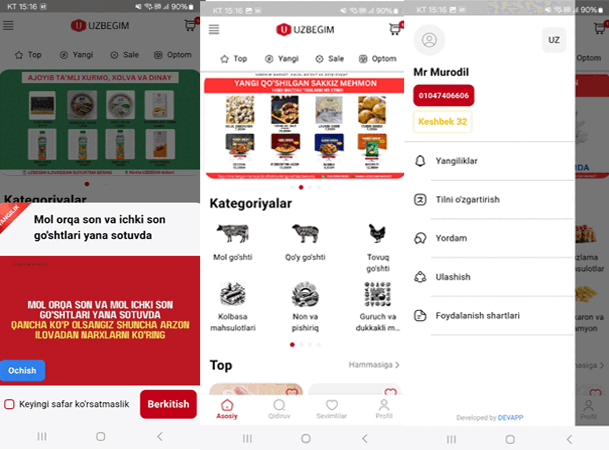 KT 15:16
90%
UZBEGIM
Top
Yangi
Sale
Optom
AJOYIB TA'MLI XURMO, XOLVA VA DINAY
Kategoriyalar
YANGILIK
Mol orqa son va ichki son
go'shtlari yana sotuvda
MOL ORQA SON VA MOL ICHKI SON
GO'SHTLARI YANA SOTUVDA
QANCHA KO'P OLSANGIZ SHUNCHA ARZON
ILOVADAN NARXLARNI KO'RING
Ochish
Keyingi safar ko'rsatmaslik
Berkitish
KT 15:16
90%
UZBEGIM
Top
Yangi
Sale
Optom
YANGI QO'SHILGAN SAKKIZ MEHMON
Kategoriyalar
Mol go'shti
Qo'y go'shti
Tovuq
go'shti
Kolbasa
mahsulotlari
Non va
pishiriq
Guruch va
dukkakli m...
Top
Hammasiga
Asosiy
Qidiruv
Sevimlilar
Profil
KT 15:16
90%
UZ
Mr Murodil
01047406606
Keshbek 32
Yangiliklar
Tilni o'zgartirish
Yordam
Ulashish
Foydalanish shartlari
Developed by DEVAPP
Profil